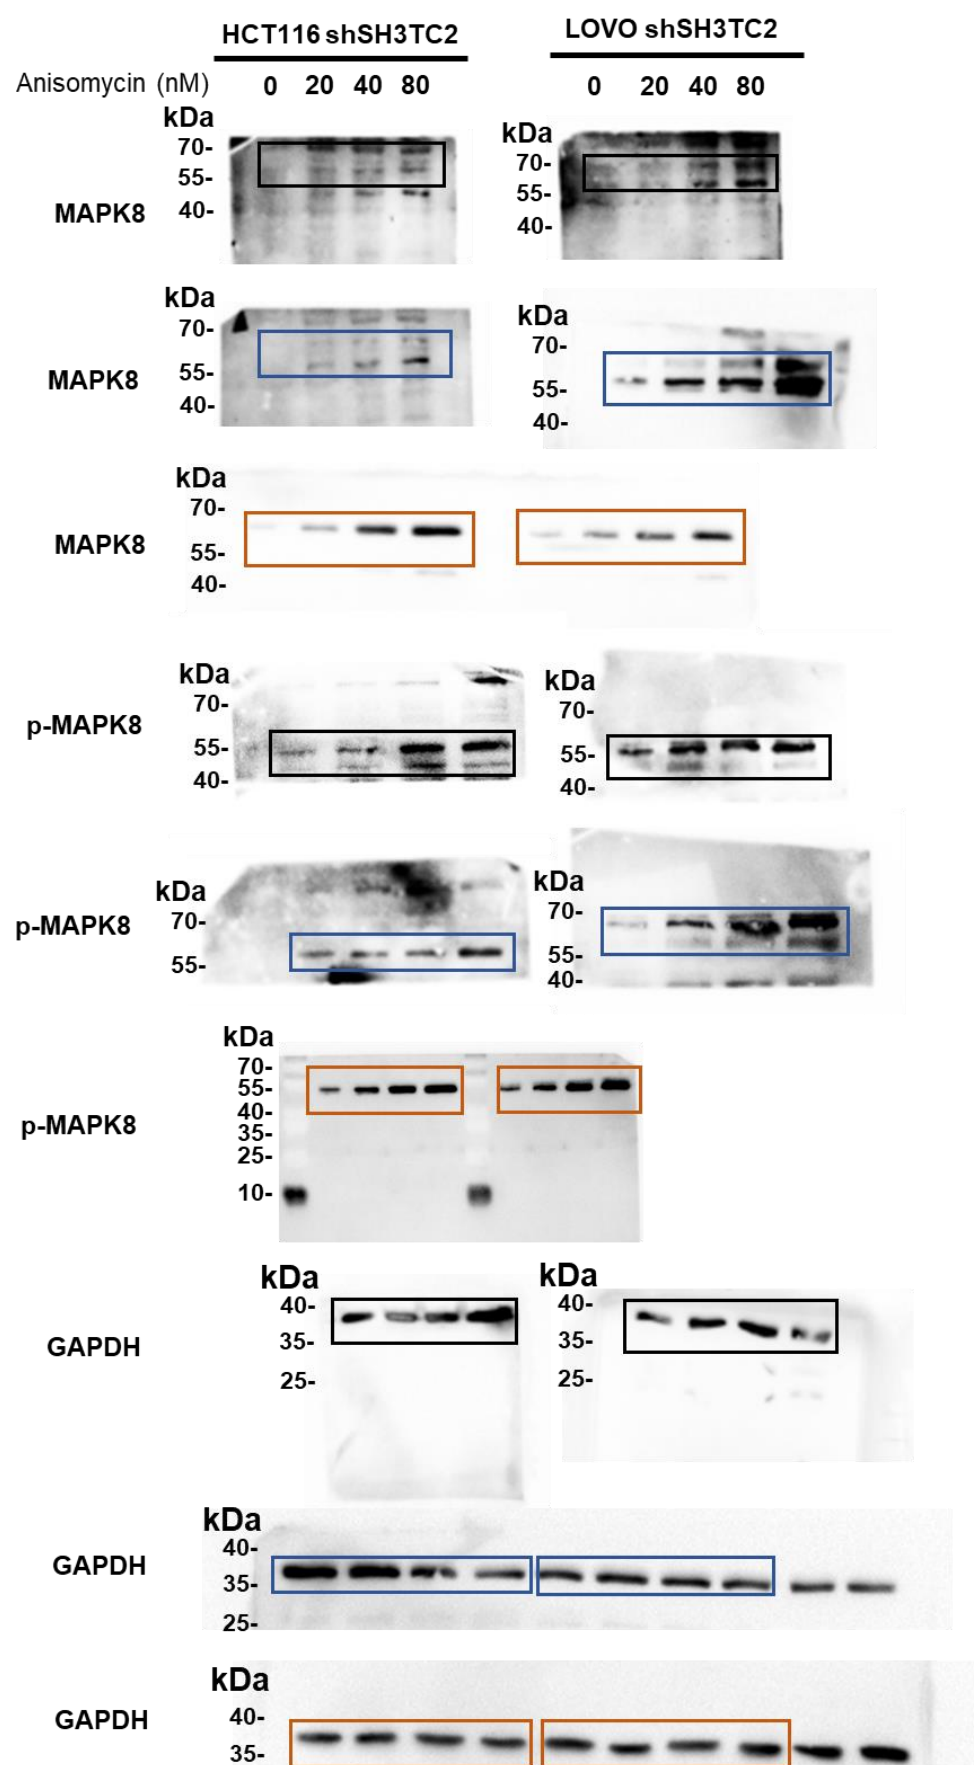 HCT116 shSH3TC2 LOVO shSH3TC2
Anisomycin (nM) 0 20 40 80 0 20 40 80
kDa kDa
70- 70-
55- 55-
MAPK8 40- 40-
kDa kDa
70- 70-
MAPK8 55- 55-
40- 40-
kDa
70-
MAPK8 55-
40-
kDa kDa
70- 70-
p-MAPK8
55- 55-
40- 40-
kDa kDa
70- 70-
p-MAPK8
55- 55-
40-
kDa
70-
55-
40-
p-MAPK8 35-
25-
10-
kDa kDa
40- 40-
GAPDH 35- 35-
25- 25-
kDa
40-
GAPDH 35-
25-
kDa
GAPDH 40-
35-